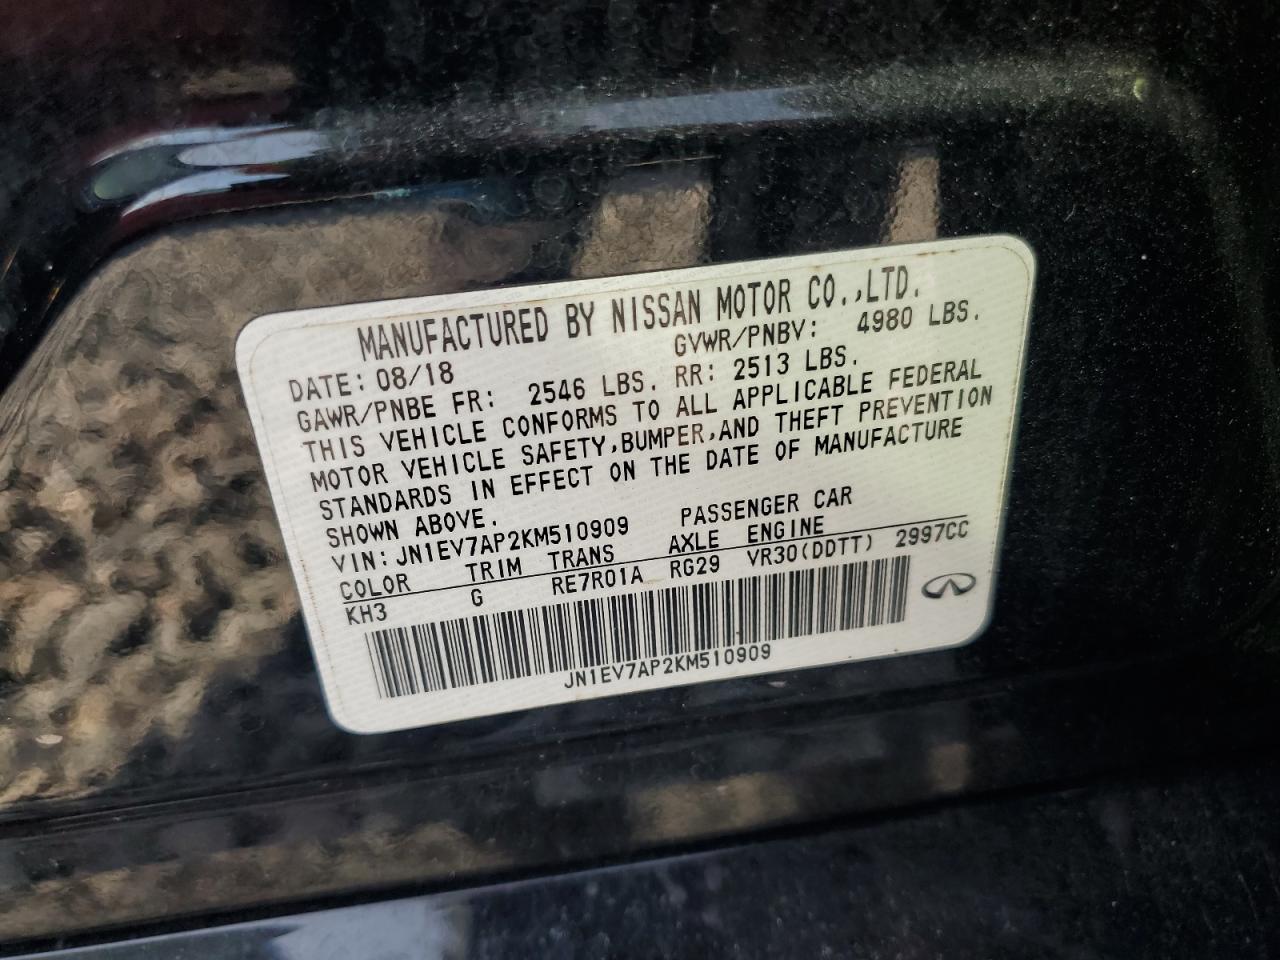 MANUFACTURED BY NISSAN MOTOR CO.,LTD.
DATE: 08/18 GVWR/PNBV: 4980 LBS.
GAWR/PNBE FR: 2546 LBS. RR: 2513 LBS.
THIS VEHICLE CONFORMS TO ALL APPLICABLE FEDERAL
MOTOR VEHICLE SAFETY,BUMPER,AND THEFT PREVENTION
STANDARDS IN EFFECT ON THE DATE OF MANUFACTURE
SHOWN ABOVE.
VIN: JN1EV7AP2KM510909 PASSENGER CAR
COLOR TRIM TRANS AXLE ENGINE
KH3 G RE7R01A RG29 VR30(DDTT) 2997CC
JN1EV7AP2KM510909